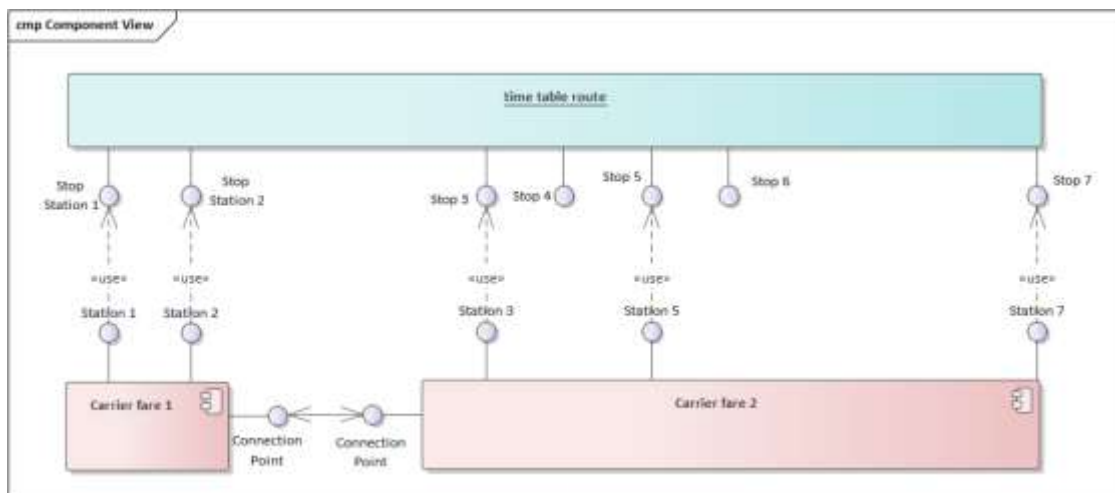 cmp Component View
time table route
Stop
Station 1
Stop
Station 2
Stop 3
Stop 4
Stop 5
Stop 6
Stop 7
«use»
«use»
«use»
«use»
«use»
Station 1
Station 2
Station 3
Station 5
Station 7
Carrier fare 1
Carrier fare 2
Connection
Point
Connection
Point